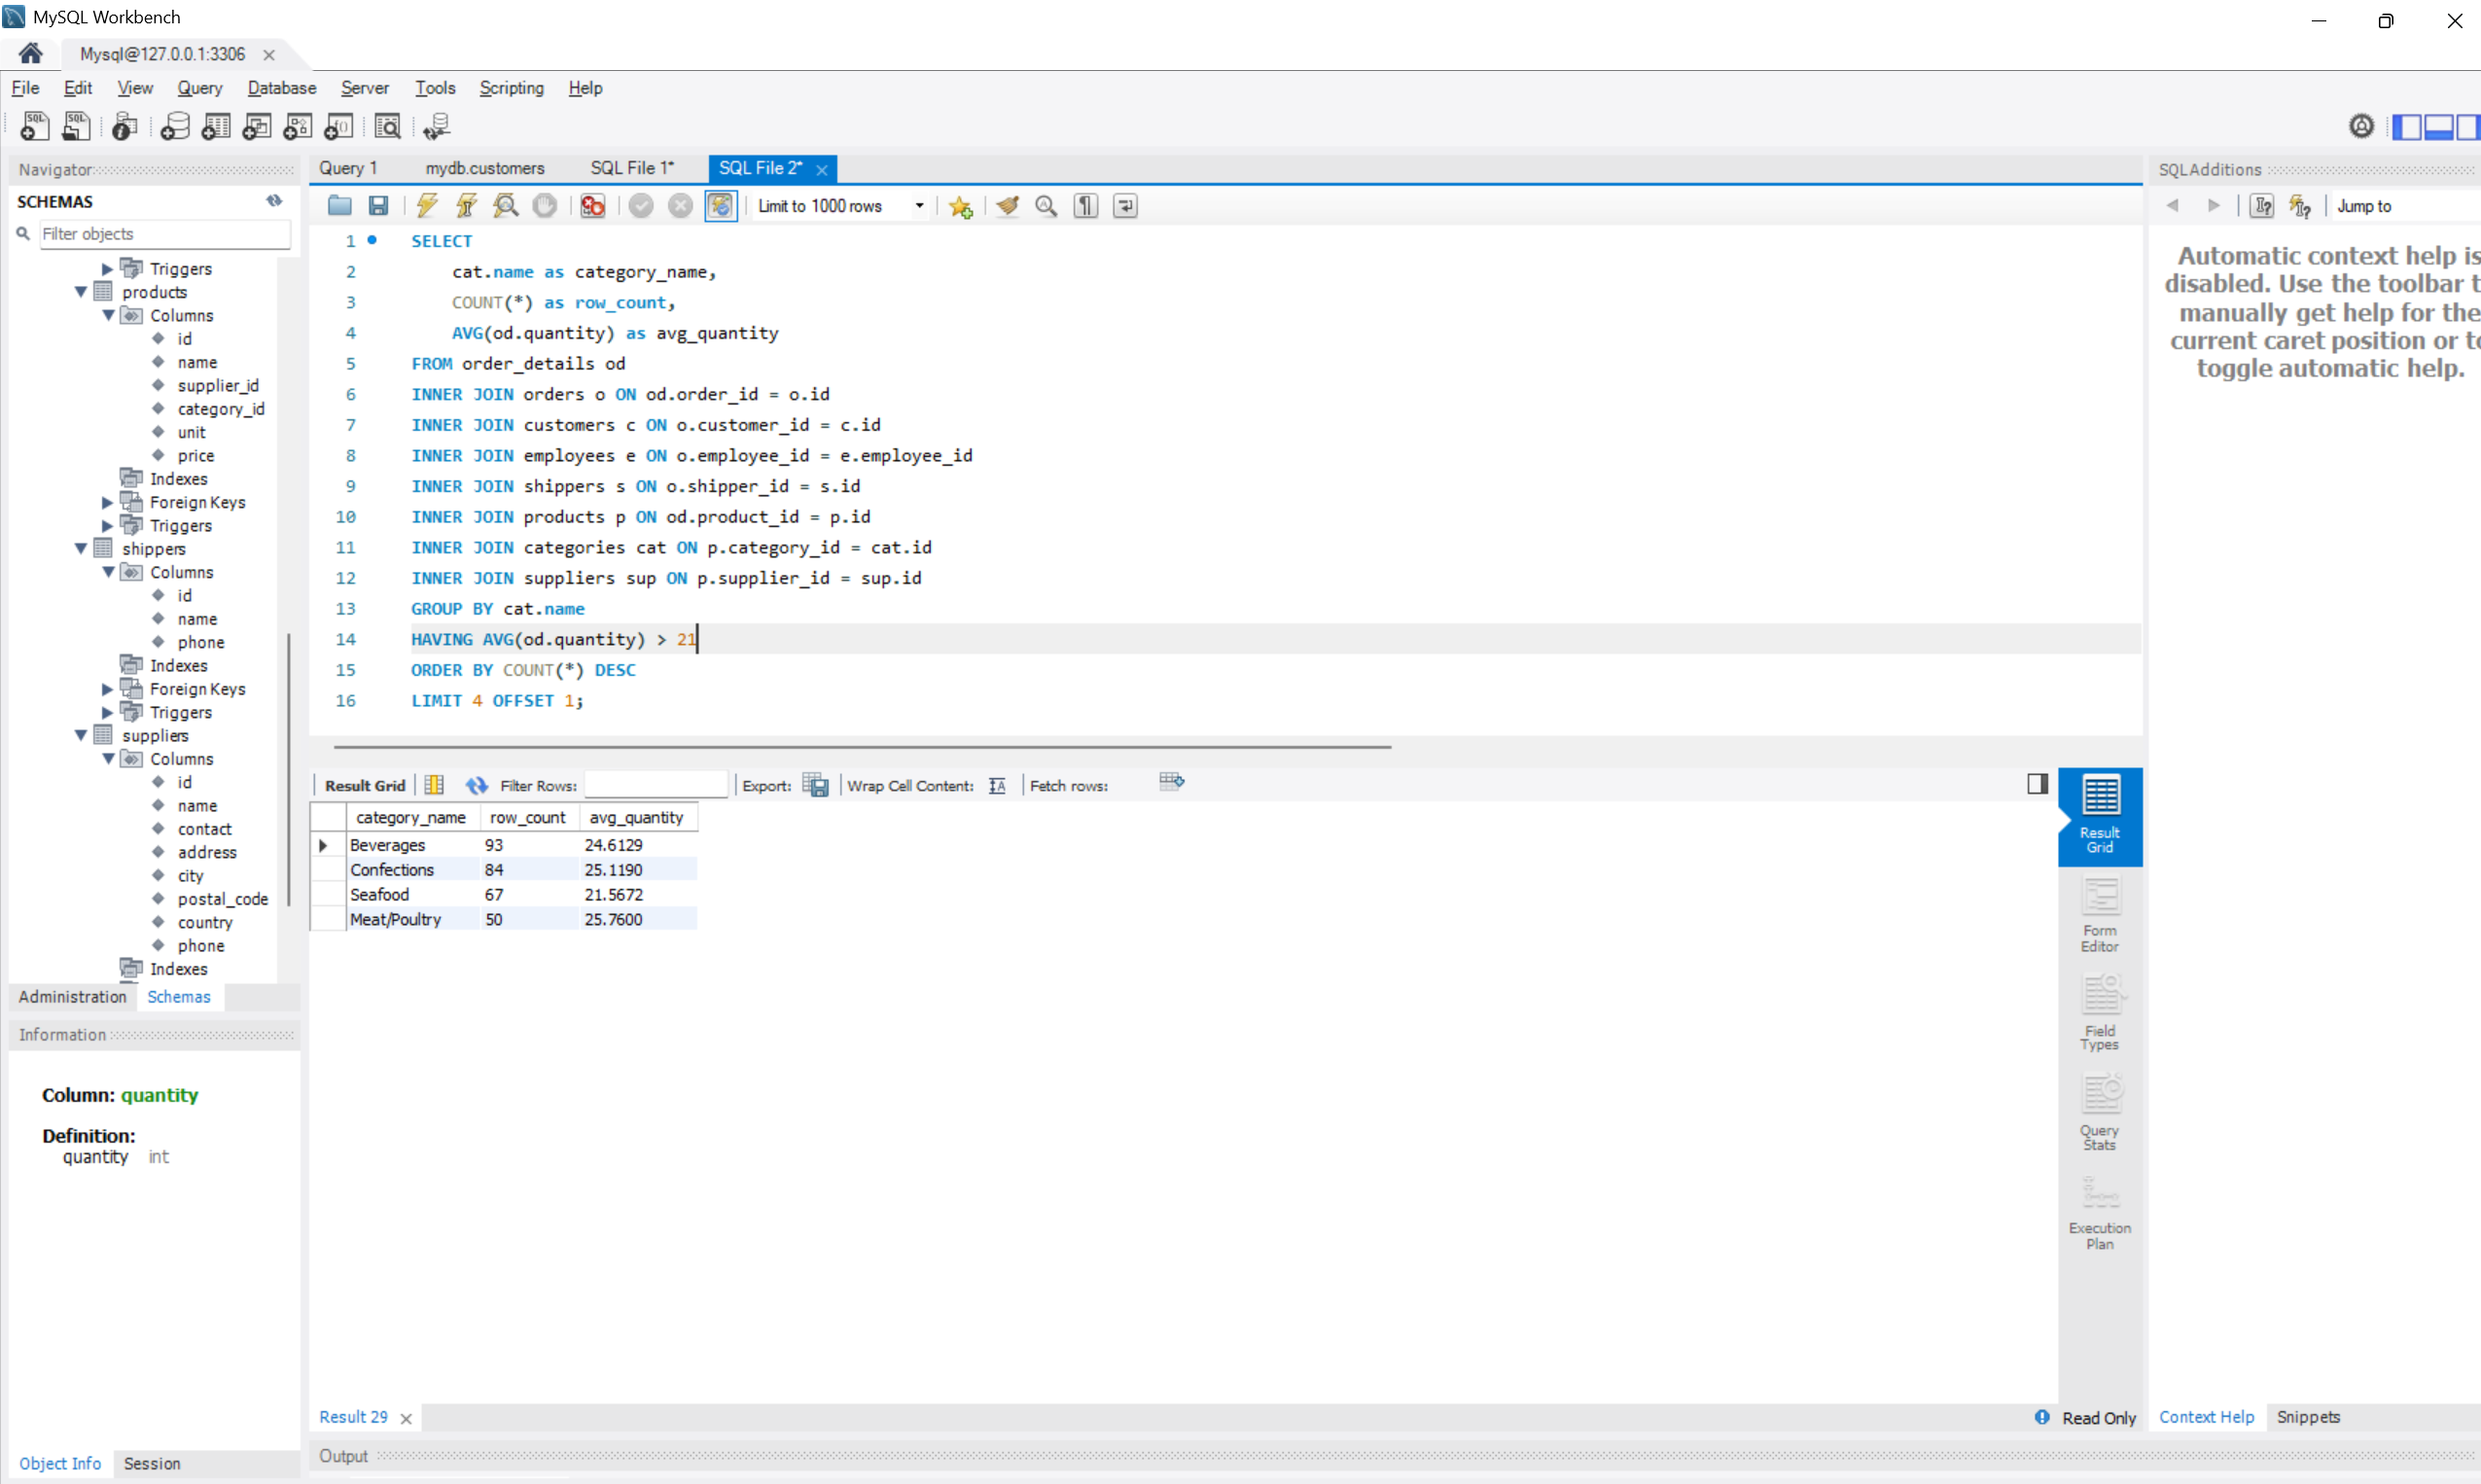 MySQL Workbench
Mysql@127.0.0.1:3306
File Edit View Query Database Server Tools Scripting Help
Navigator
SCHEMAS
Filter objects
Triggers
products
Columns
id
name
supplier_id
category_id
unit
price
Indexes
Foreign Keys
Triggers
shippers
Columns
id
name
phone
Indexes
Foreign Keys
Triggers
suppliers
Columns
id
name
contact
address
city
postal_code
country
phone
Indexes
Administration Schemas
Information
Column: quantity
Definition:
quantity int
Object Info Session
Query 1 mydb.customers SQL File 1* SQL File 2*
Limit to 1000 rows
1 SELECT
2 cat.name as category_name,
3 COUNT(*) as row_count,
4 AVG(od.quantity) as avg_quantity
5 FROM order_details od
6 INNER JOIN orders o ON od.order_id = o.id
7 INNER JOIN customers c ON o.customer_id = c.id
8 INNER JOIN employees e ON o.employee_id = e.employee_id
9 INNER JOIN shippers s ON o.shipper_id = s.id
10 INNER JOIN products p ON od.product_id = p.id
11 INNER JOIN categories cat ON p.category_id = cat.id
12 INNER JOIN suppliers sup ON p.supplier_id = sup.id
13 GROUP BY cat.name
14 HAVING AVG(od.quantity) > 21
15 ORDER BY COUNT(*) DESC
16 LIMIT 4 OFFSET 1;
Result Grid Filter Rows: Export: Wrap Cell Content: Fetch rows:
category_name row_count avg_quantity
Beverages 93 24.6129
Confections 84 25.1190
Seafood 67 21.5672
Meat/Poultry 50 25.7600
Result
Grid
Form
Editor
Field
Types
Query
Stats
Execution
Plan
Result 29
Read Only
Output
SQLAdditions
Jump to
Automatic context help is
disabled. Use the toolbar t
manually get help for the
current caret position or to
toggle automatic help.
Context Help Snippets